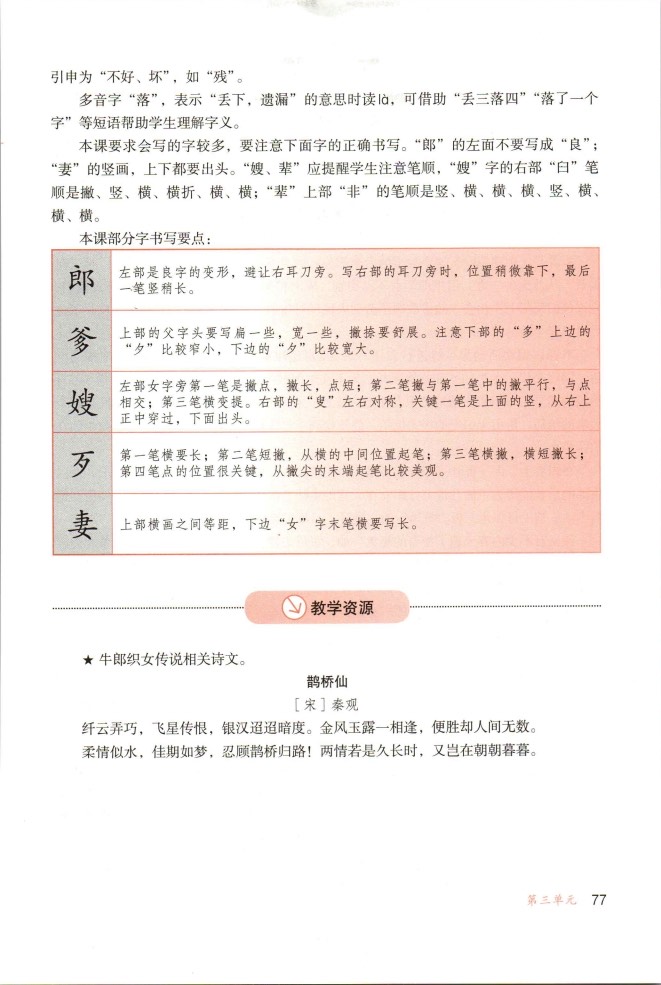 引申为“不好、坏”，如“残”。
多音字“落”，表示“丢下，遗漏”的意思时读là，可借助“丢三落四”“落了一个
字”等短语帮助学生理解字义。
本课要求会写的字较多，要注意下面字的正确书写。“郎”的左面不要写成“良”；
“妻”的竖画，上下都要出头。“嫂、辈”应提醒学生注意笔顺，“嫂”字的右部“臼”笔
顺是撇、竖、横、横折、横、横；“辈”上部“非”的笔顺是竖、横、横、横、竖、横、
横、横。
本课部分字书写要点：
郎
左部是良字的变形，避让右耳刀旁。写右部的耳刀旁时，位置稍微靠下，最后
一笔竖稍长。
爹
上部的父字头要写扁一些，宽一些，撇捺要舒展。注意下部的“多”上边的
“夕”比较窄小，下边的“夕”比较宽大。
嫂
左部女字旁第一笔是撇点，撇长，点短；第二笔撇与第一笔中的撇平行，与点
相交；第三笔横变提。右部的“叟”左右对称，关键一笔是上面的竖，从右上
正中穿过，下面出头。
歹
第一笔横要长；第二笔短撇，从横的中间位置起笔；第三笔横撇，横短撇长；
第四笔点的位置很关键，从撇尖的末端起笔比较美观。
妻
上部横画之间等距，下边“女”字末笔横要写长。
教学资源
★ 牛郎织女传说相关诗文。
鹊桥仙
［宋］秦观
纤云弄巧，飞星传恨，银汉迢迢暗度。金风玉露一相逢，便胜却人间无数。
柔情似水，佳期如梦，忍顾鹊桥归路！两情若是久长时，又岂在朝朝暮暮。
第三单元 77